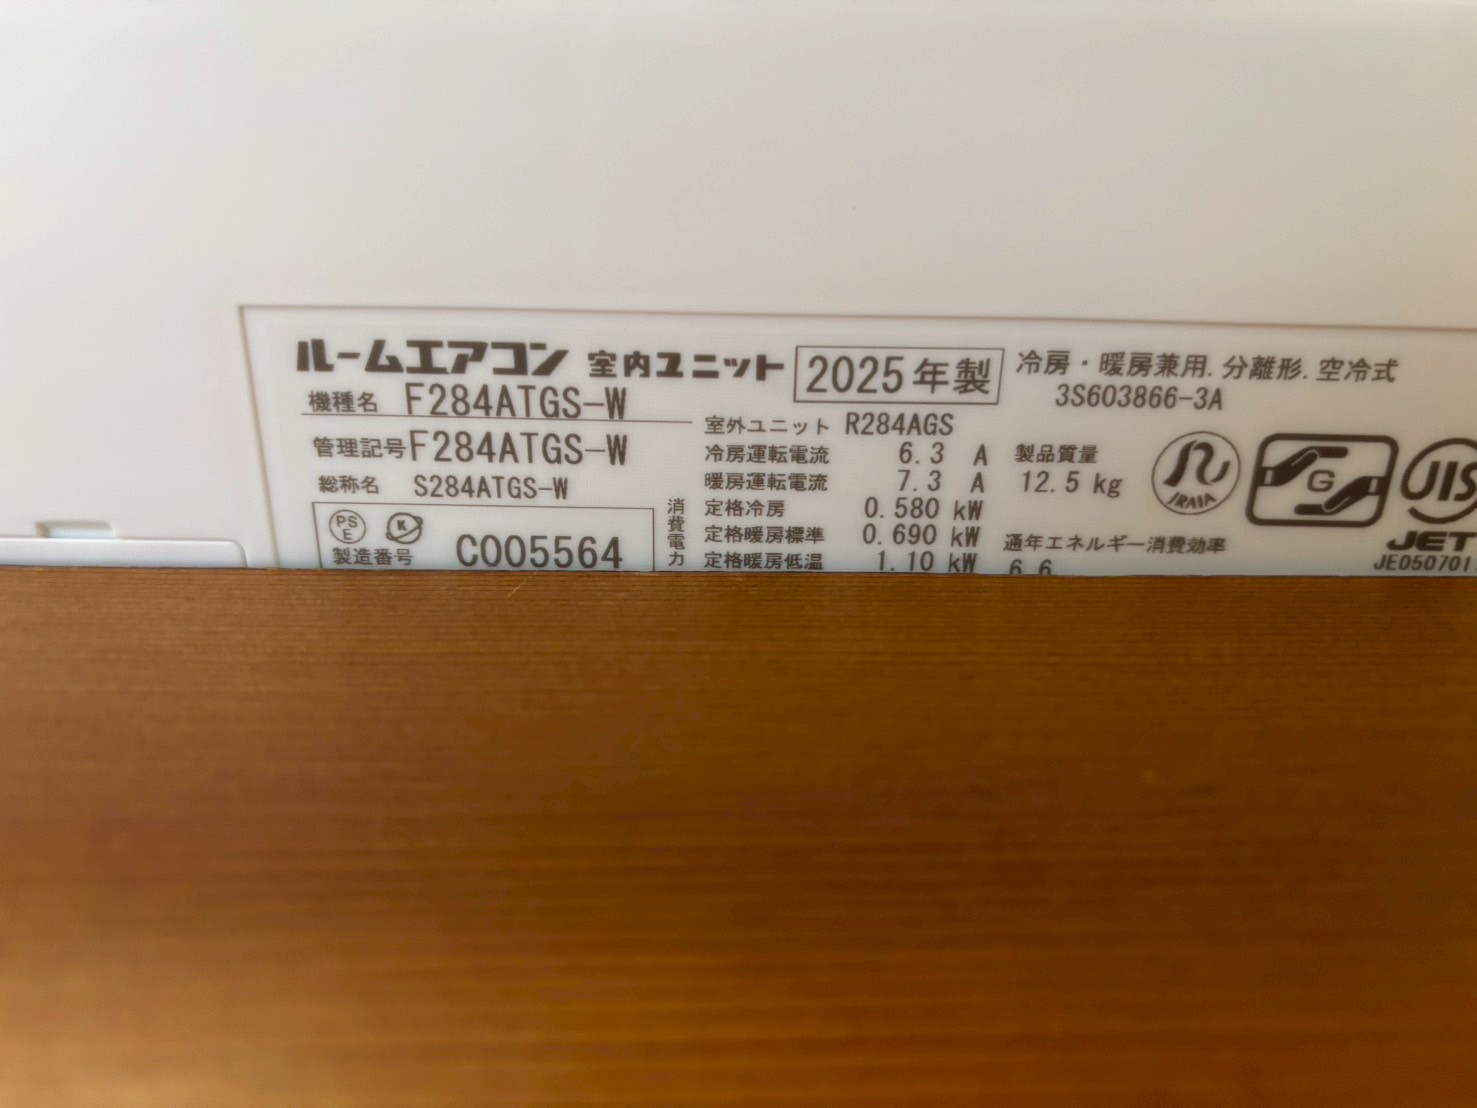 ルームエアコン 室内ユニット 2025年製 冷房・暖房兼用.分離形.空冷式
3S603866-3A
機種名 F284ATGS-W
管理記号 F284ATGS-W
総称名 S284ATGS-W
PS
E
K
製造番号 C005564
室外ユニット R284AGS
冷房運転電流 6.3 A
暖房運転電流 7.3 A
消費電力
定格冷房 0.580 kW
定格暖房標準 0.690 kW
定格暖房低温 1.10 kW
製品質量
12.5 kg
通年エネルギー消費効率
6.6
JRAIA
G
JIS
JET
JE050701